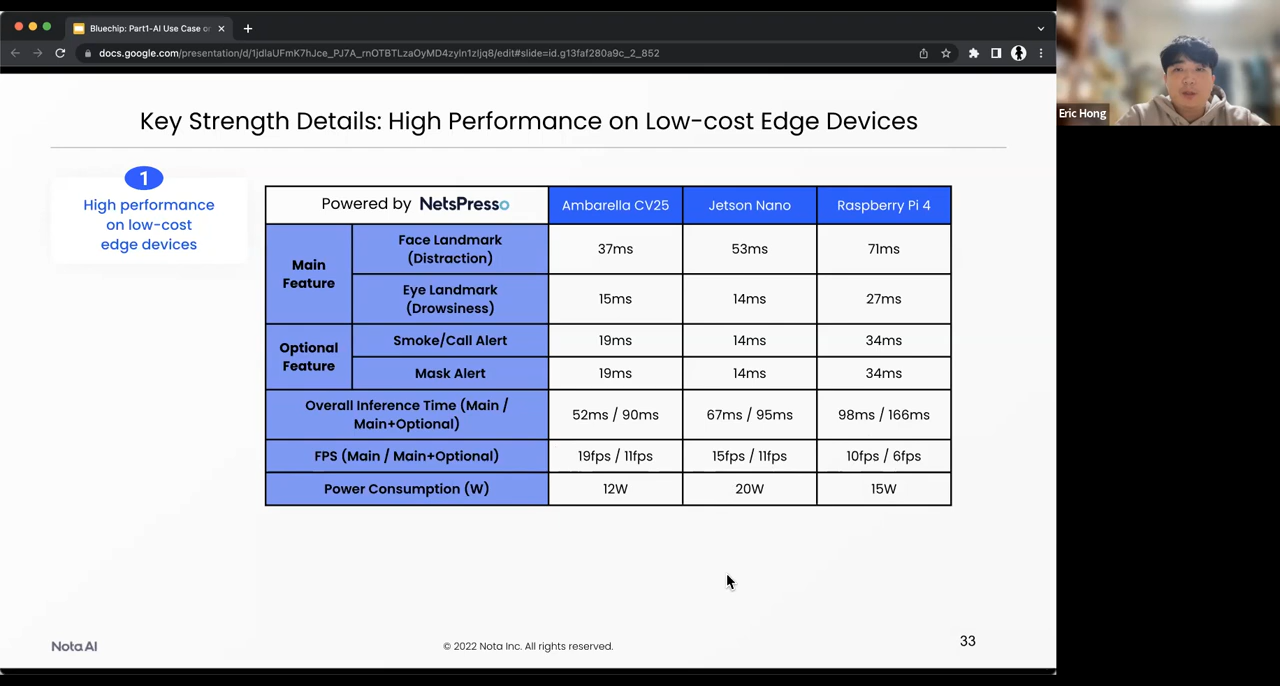 Bluechip: Part1-AI Use Case o
docs.google.com/presentation/d/1jdlaUFmK7hJce_PJ7A_rnOTBTLzaOyMD4zyIn1zIjq8/edit#slide=id.g13faf280a9c_2_852
Eric Hong
Key Strength Details: High Performance on Low-cost Edge Devices
1
High performance
on low-cost
edge devices
Powered by NetsPresso Ambarella CV25 Jetson Nano Raspberry Pi 4
Main
Feature
Face Landmark
(Distraction)
37ms 53ms 71ms
Eye Landmark
(Drowsiness)
15ms 14ms 27ms
Optional
Feature
Smoke/Call Alert 19ms 14ms 34ms
Mask Alert 19ms 14ms 34ms
Overall Inference Time (Main /
Main+Optional)
52ms / 90ms 67ms / 95ms 98ms / 166ms
FPS (Main / Main+Optional) 19fps / 11fps 15fps / 11fps 10fps / 6fps
Power Consumption (W) 12W 20W 15W
Nota AI © 2022 Nota Inc. All rights reserved. 33